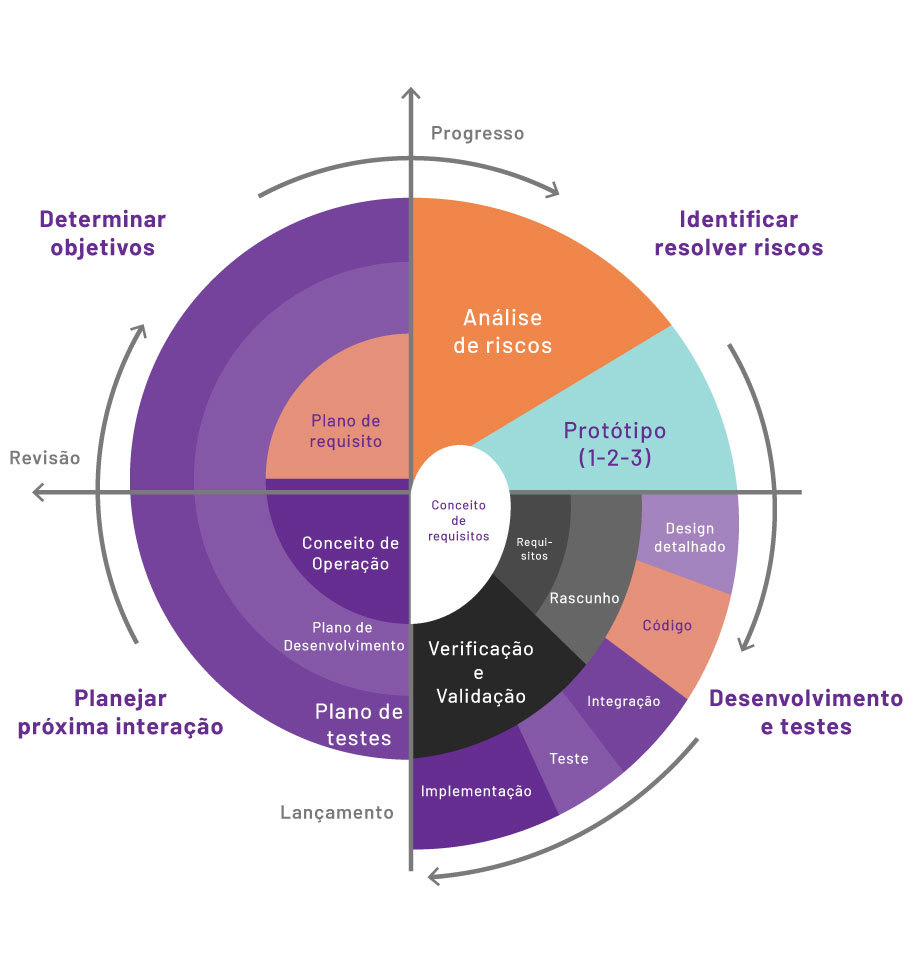 Progresso
Determinar
objetivos
Identificar
resolver riscos
Análise
de riscos
Plano de
requisito
Protótipo
(1-2-3)
Revisão
Conceito
de
requisitos
Conceito de
Operação
Requi-
sitos
Design
detalhado
Rascunho
Código
Plano de
Desenvolvimento
Verificação
e
Validação
Planejar
próxima interação
Plano de
testes
Integração
Desenvolvimento
e testes
Teste
Implementação
Lançamento